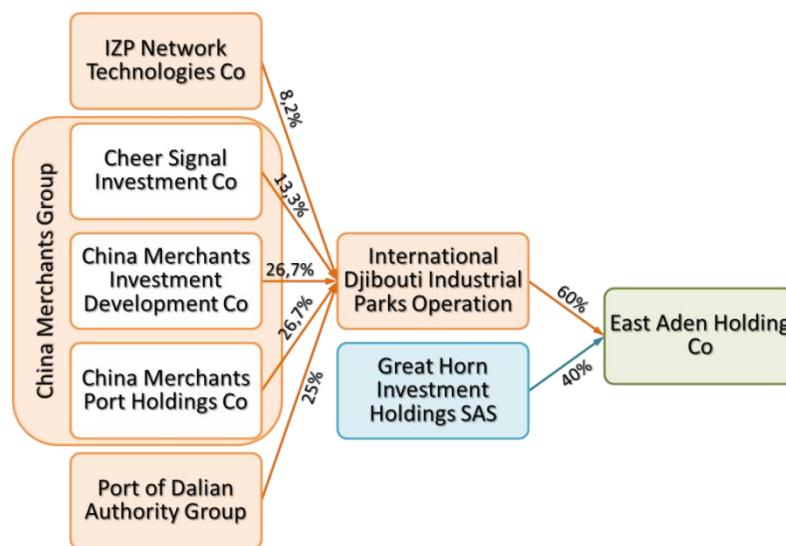 IZP Network
Technologies Co
8,2%
China Merchants Group
Cheer Signal
Investment Co
13,3%
China Merchants
Investment
Development Co
26,7%
China Merchants
Port Holdings Co
26,7%
Port of Dalian
Authority Group
25%
International
Djibouti Industrial
Parks Operation
60%
Great Horn
Investment
Holdings SAS
40%
East Aden Holding
Co